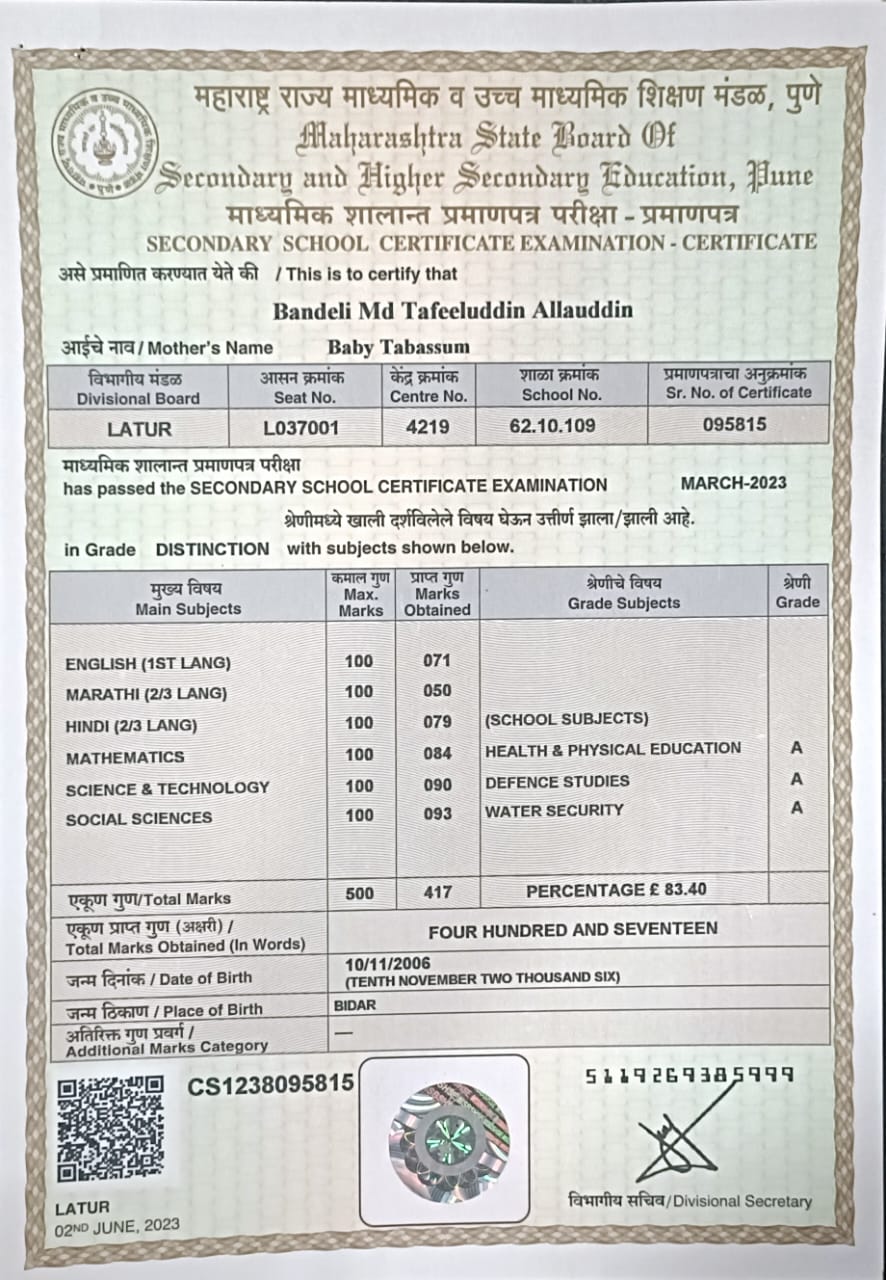 महाराष्ट्र राज्य माध्यमिक व उच्च माध्यमिक शिक्षण मंडळ, पुणे
Maharashtra State Board Of
Secondary and Higher Secondary Education, Pune
माध्यमिक शालान्त प्रमाणपत्र परीक्षा - प्रमाणपत्र
SECONDARY SCHOOL CERTIFICATE EXAMINATION - CERTIFICATE
असे प्रमाणित करण्यात येते की / This is to certify that
Bandeli Md Tafeeluddin Allauddin
आईचे नाव / Mother's Name Baby Tabassum
विभागीय मंडळ आसन क्रमांक केंद्र क्रमांक शाळा क्रमांक प्रमाणपत्राचा अनुक्रमांक
Divisional Board Seat No. Centre No. School No. Sr. No. of Certificate
LATUR L037001 4219 62.10.109 095815
माध्यमिक शालान्त प्रमाणपत्र परीक्षा
has passed the SECONDARY SCHOOL CERTIFICATE EXAMINATION MARCH-2023
श्रेणीमध्ये खाली दर्शविलेले विषय घेऊन उत्तीर्ण झाला/झाली आहे.
in Grade DISTINCTION with subjects shown below.
मुख्य विषय कमाल गुण प्राप्त गुण श्रेणीचे विषय श्रेणी
Main Subjects Max. Marks Marks Obtained Grade Subjects Grade
ENGLISH (1ST LANG) 100 071
MARATHI (2/3 LANG) 100 050
HINDI (2/3 LANG) 100 079 (SCHOOL SUBJECTS)
MATHEMATICS 100 084 HEALTH & PHYSICAL EDUCATION A
SCIENCE & TECHNOLOGY 100 090 DEFENCE STUDIES A
SOCIAL SCIENCES 100 093 WATER SECURITY A
एकूण गुण/Total Marks 500 417 PERCENTAGE £ 83.40
एकूण प्राप्त गुण (अक्षरी) /
Total Marks Obtained (In Words) FOUR HUNDRED AND SEVENTEEN
जन्म दिनांक / Date of Birth 10/11/2006
(TENTH NOVEMBER TWO THOUSAND SIX)
जन्म ठिकाण / Place of Birth BIDAR
अतिरिक्त गुण प्रवर्ग /
Additional Marks Category —
CS1238095815
5119269385999
विभागीय सचिव/Divisional Secretary
LATUR
02ND JUNE, 2023